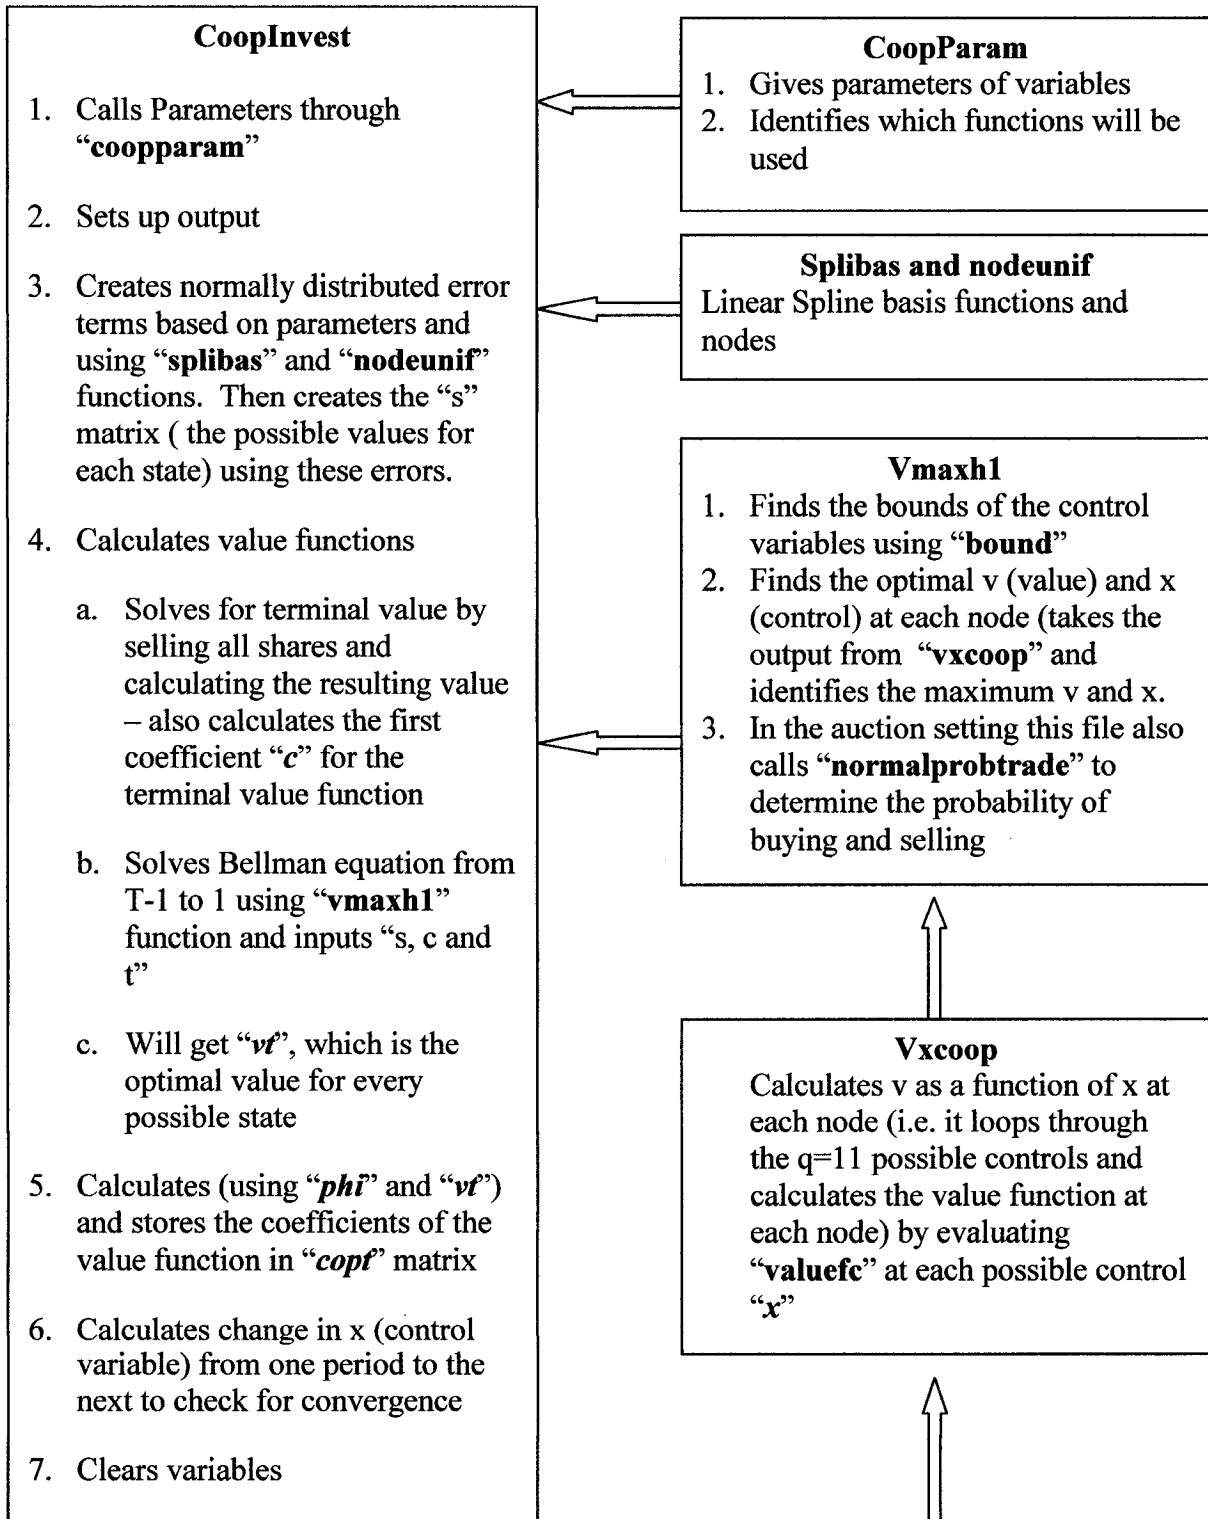 CoopInvest
1. Calls Parameters through
“coopparam”
2. Sets up output
3. Creates normally distributed error
terms based on parameters and
using “splibas” and “nodeunif”
functions. Then creates the “s”
matrix ( the possible values for
each state) using these errors.
4. Calculates value functions
a. Solves for terminal value by
selling all shares and
calculating the resulting value
– also calculates the first
coefficient “c” for the
terminal value function
b. Solves Bellman equation from
T-1 to 1 using “vmaxh1”
function and inputs “s, c and
t”
c. Will get “vt”, which is the
optimal value for every
possible state
5. Calculates (using “phi” and “vt”)
and stores the coefficients of the
value function in “copt” matrix
6. Calculates change in x (control
variable) from one period to the
next to check for convergence
7. Clears variables
CoopParam
1. Gives parameters of variables
2. Identifies which functions will be
used
Splibas and nodeunif
Linear Spline basis functions and
nodes
Vmaxh1
1. Finds the bounds of the control
variables using “bound”
2. Finds the optimal v (value) and x
(control) at each node (takes the
output from “vxcoop” and
identifies the maximum v and x.
3. In the auction setting this file also
calls “normalprobtrade” to
determine the probability of
buying and selling
Vxcoop
Calculates v as a function of x at
each node (i.e. it loops through
the q=11 possible controls and
calculates the value function at
each node) by evaluating
“valuefc” at each possible control
“x”